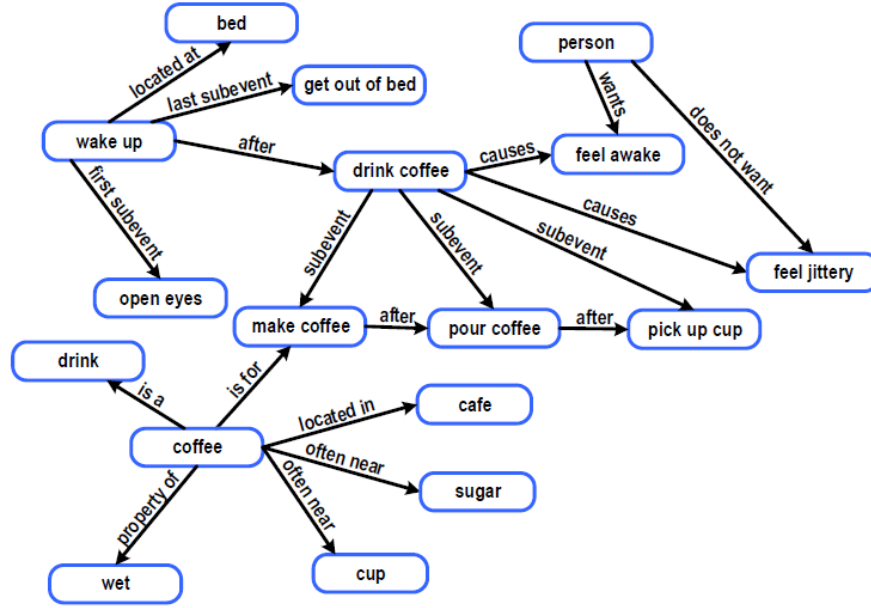 bed
person
located at
last subevent
get out of bed
wants
does not want
wake up
after
drink coffee
causes
feel awake
first subevent
causes
subevent
subevent
subevent
feel jittery
open eyes
make coffee
after
pour coffee
after
pick up cup
drink
is a
is for
located in
cafe
coffee
often near
sugar
property of
often near
wet
cup